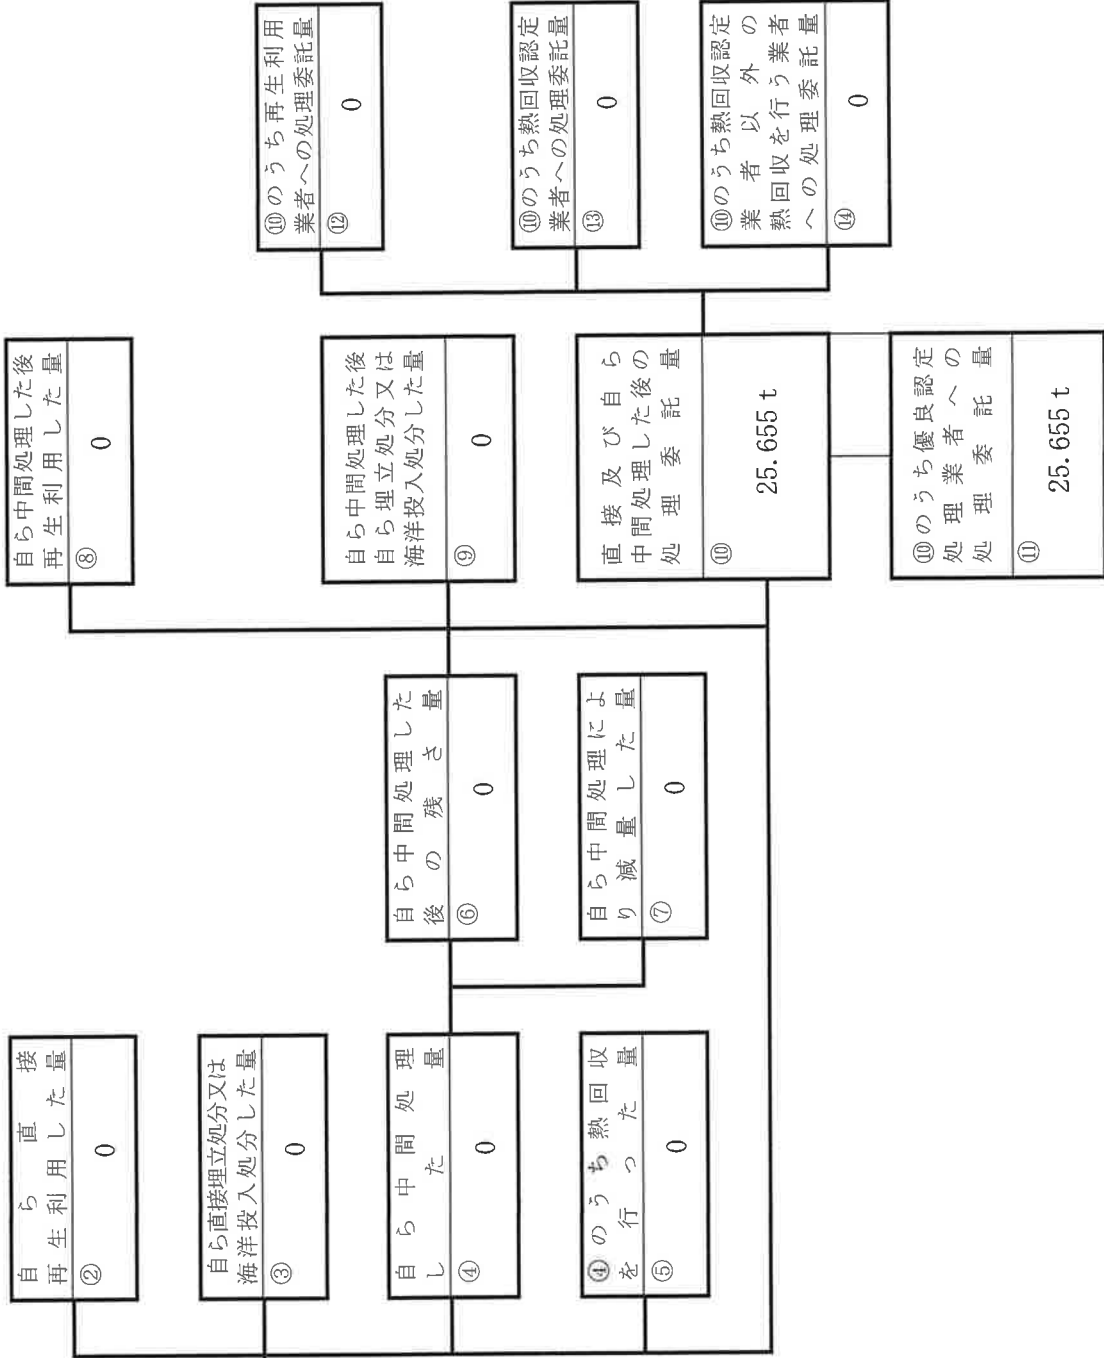 自ら直接
再生利用した量
②
0
自ら直接埋立処分又は
海洋投入処分した量
③
0
自ら中間処理
した量
④
0
④のうち熱回収
を行った量
⑤
0
自ら中間処理した
後の残さ量
⑥
0
自ら中間処理によ
り減量した量
⑦
0
自ら中間処理した後
再生利用した量
⑧
0
自ら中間処理した後
自ら埋立処分又は
海洋投入処分した量
⑨
0
直接及び自ら
中間処理した後の
処理委託量
⑩
25.655 t
⑩のうち優良認定
処理業者への
処理委託量
⑪
25.655 t
⑩のうち再生利用
業者への処理委託量
⑫
0
⑩のうち熱回収認定
業者への処理委託量
⑬
0
⑩のうち熱回収認定
業者以外の
熱回収を行う業者
への処理委託量
⑭
0